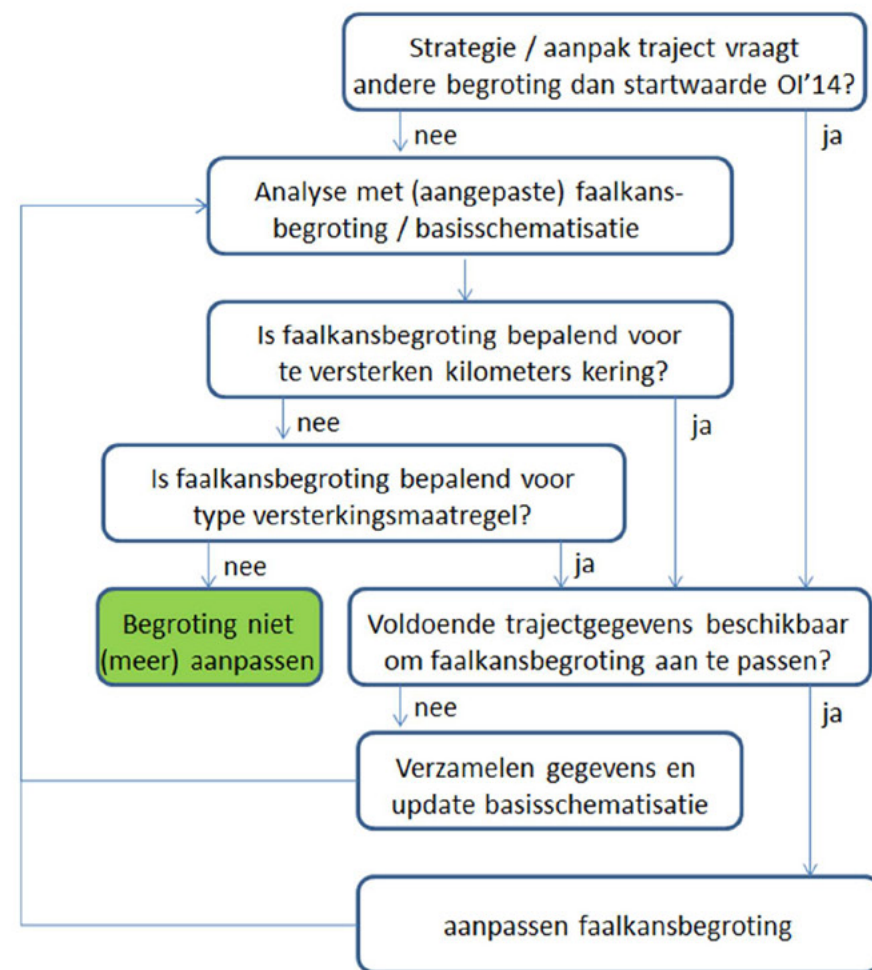 Strategie / aanpak traject vraagt
andere begroting dan startwaarde OI'14?
nee
ja
Analyse met (aangepaste) faalkans-
begroting / basisschematisatie
Is faalkansbegroting bepalend voor
te versterken kilometers kering?
nee
ja
Is faalkansbegroting bepalend voor
type versterkingsmaatregel?
nee
ja
Begroting niet
(meer) aanpassen
Voldoende trajectgegevens beschikbaar
om faalkansbegroting aan te passen?
nee
ja
Verzamelen gegevens en
update basisschematisatie
aanpassen faalkansbegroting